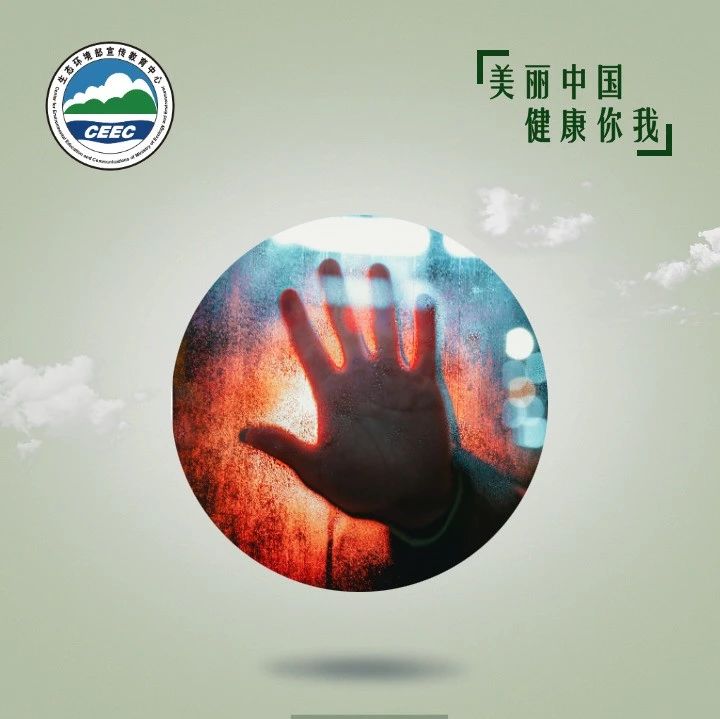 生态环境部宣传教育中心
Center for Environmental Education and Communications of Ministry of Ecology and Environment
CEEC
「美丽中国
健康你我」